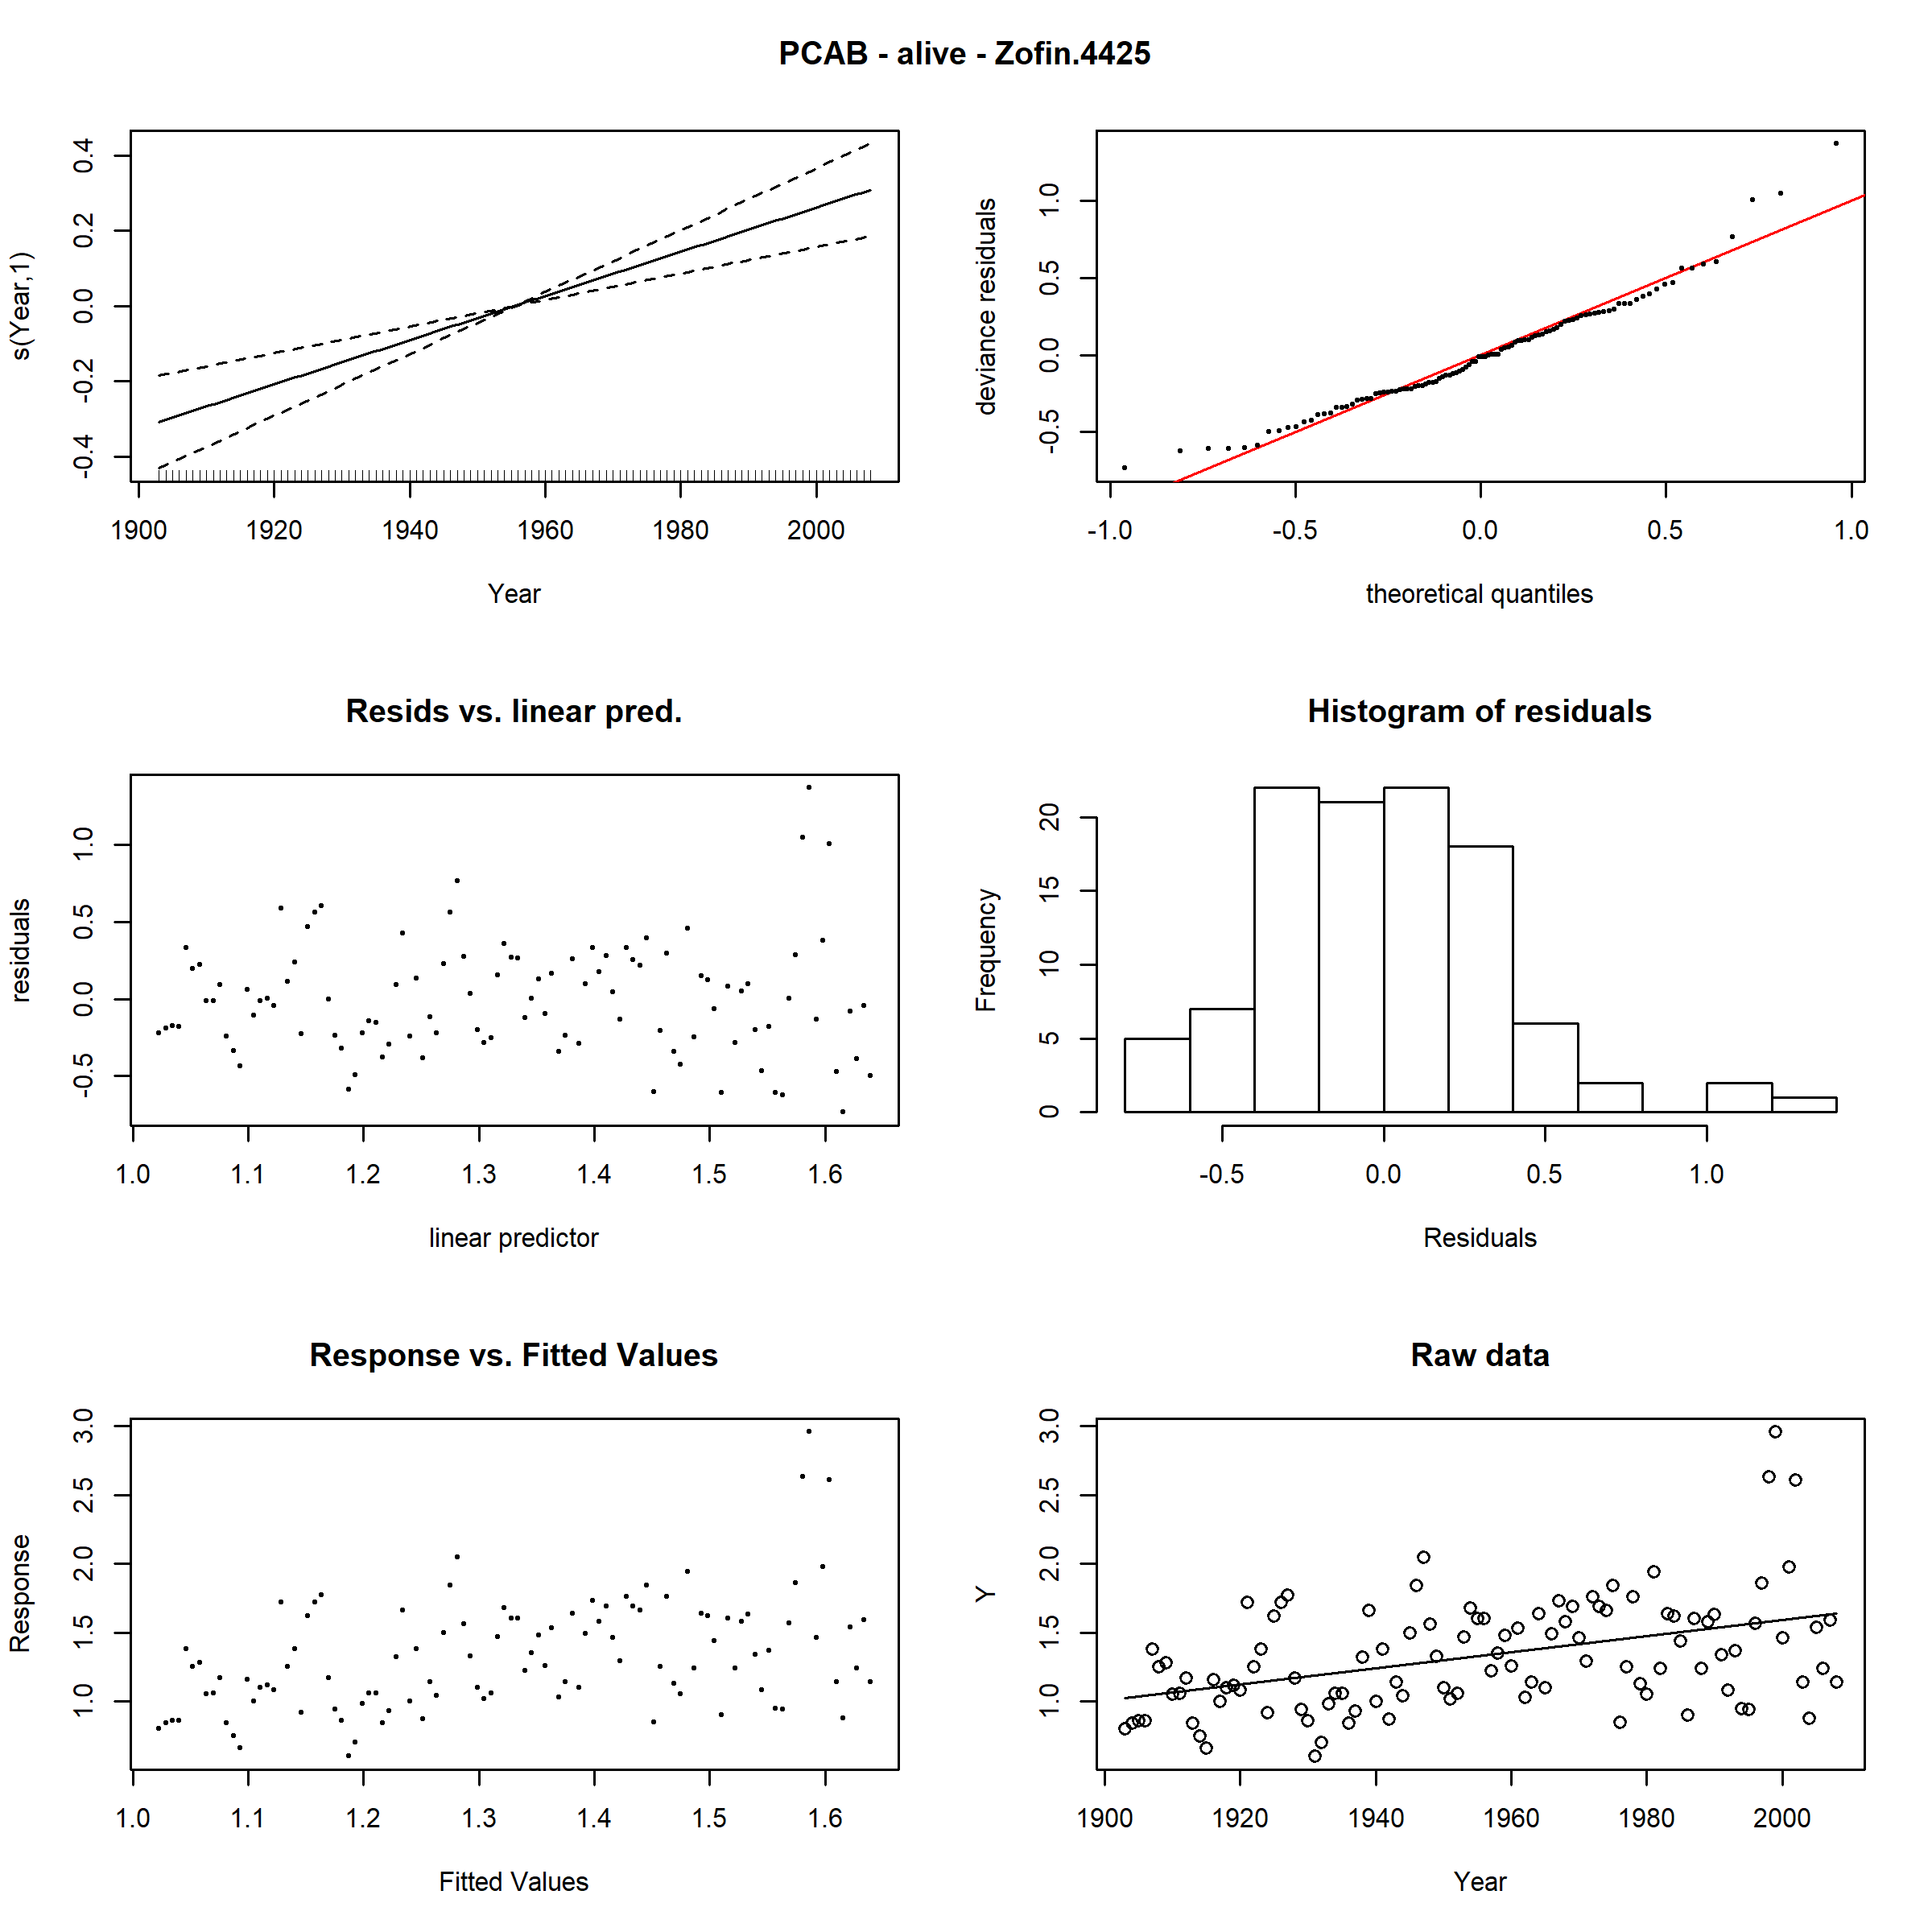 PCAB - alive - Zofin.4425
s(Year,1)
0.4
0.2
0.0
-0.2
-0.4
1900 1920 1940 1960 1980 2000
Year
deviance residuals
1.0
0.5
0.0
-0.5
-1.0 -0.5 0.0 0.5 1.0
theoretical quantiles
Resids vs. linear pred.
residuals
1.0
0.5
0.0
-0.5
1.0 1.1 1.2 1.3 1.4 1.5 1.6
linear predictor
Histogram of residuals
Frequency
20
15
10
5
0
-0.5 0.0 0.5 1.0
Residuals
Response vs. Fitted Values
Response
3.0
2.5
2.0
1.5
1.0
1.0 1.1 1.2 1.3 1.4 1.5 1.6
Fitted Values
Raw data
Y
3.0
2.5
2.0
1.5
1.0
1900 1920 1940 1960 1980 2000
Year